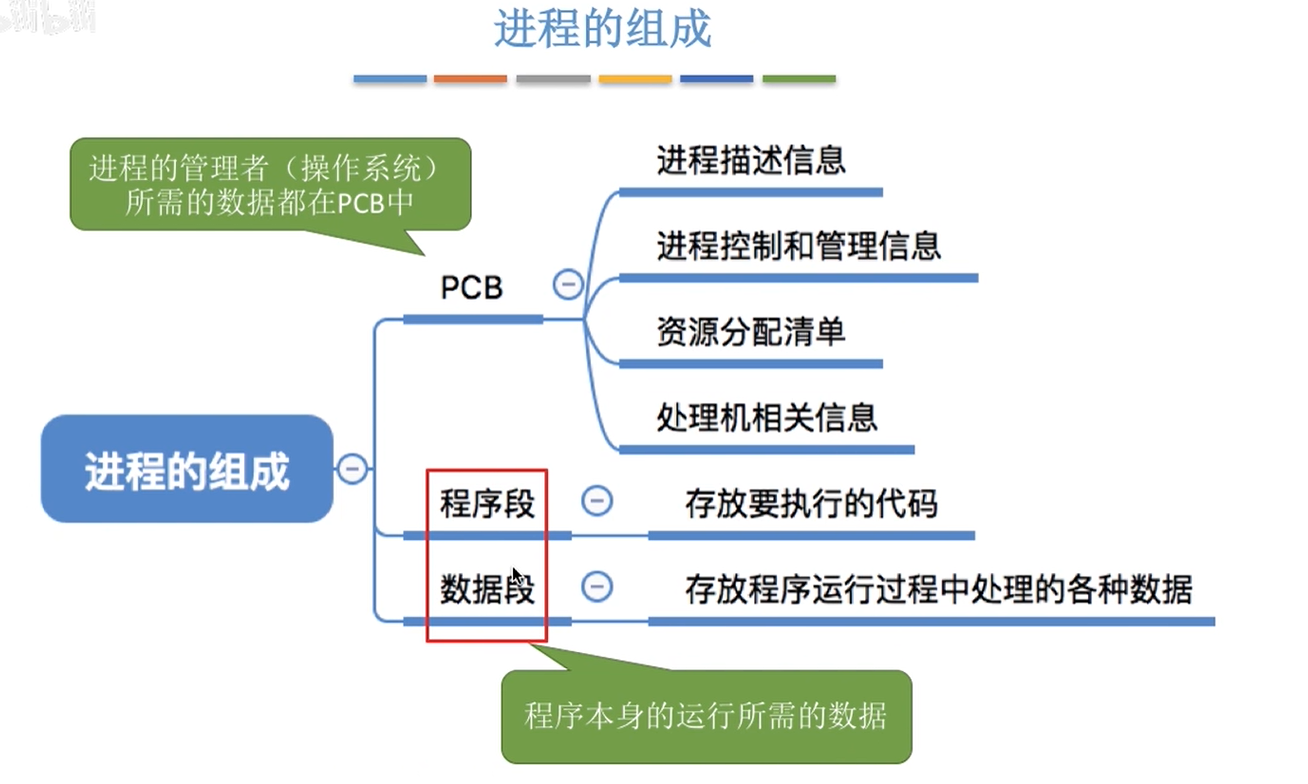 进程的组成
进程的管理者（操作系统）
所需的数据都在PCB中
进程描述信息
进程控制和管理信息
PCB
资源分配清单
处理机相关信息
进程的组成
程序段
存放要执行的代码
数据段
存放程序运行过程中处理的各种数据
程序本身的运行所需的数据